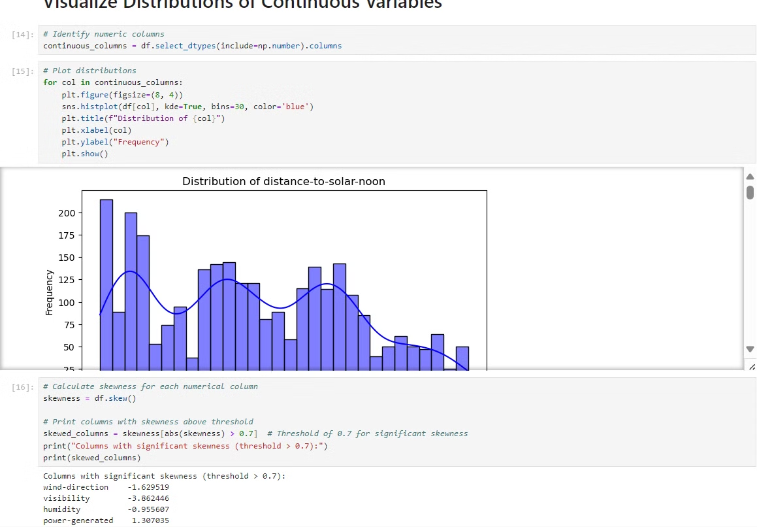 Visualize Distributions of Continuous Variables
[14]: # Identify numeric columns
continuous_columns = df.select_dtypes(include=np.number).columns
[15]: # Plot distributions
for col in continuous_columns:
    plt.figure(figsize=(8, 4))
    sns.histplot(df[col], kde=True, bins=30, color='blue')
    plt.title(f"Distribution of {col}")
    plt.xlabel(col)
    plt.ylabel("Frequency")
    plt.show()
Distribution of distance-to-solar-noon
200
175
150
125
100
75
50
25
Frequency
[16]: # Calculate skewness for each numerical column
skewness = df.skew()
# Print columns with skewness above threshold
skewed_columns = skewness[abs(skewness) > 0.7]  # Threshold of 0.7 for significant skewness
print("Columns with significant skewness (threshold > 0.7):")
print(skewed_columns)
Columns with significant skewness (threshold > 0.7):
wind-direction -1.629519
visibility -3.862446
humidity -0.955607
power-generated 1.307035